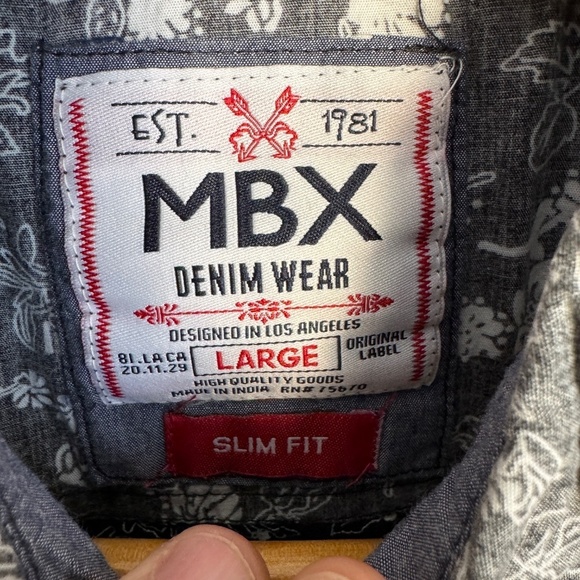 EST. 1981
MBX
DENIM WEAR
DESIGNED IN LOS ANGELES
81.LA.CA
20.11.29
LARGE
ORIGINAL
LABEL
HIGH QUALITY GOODS
MADE IN INDIA RN# 75670
SLIM FIT